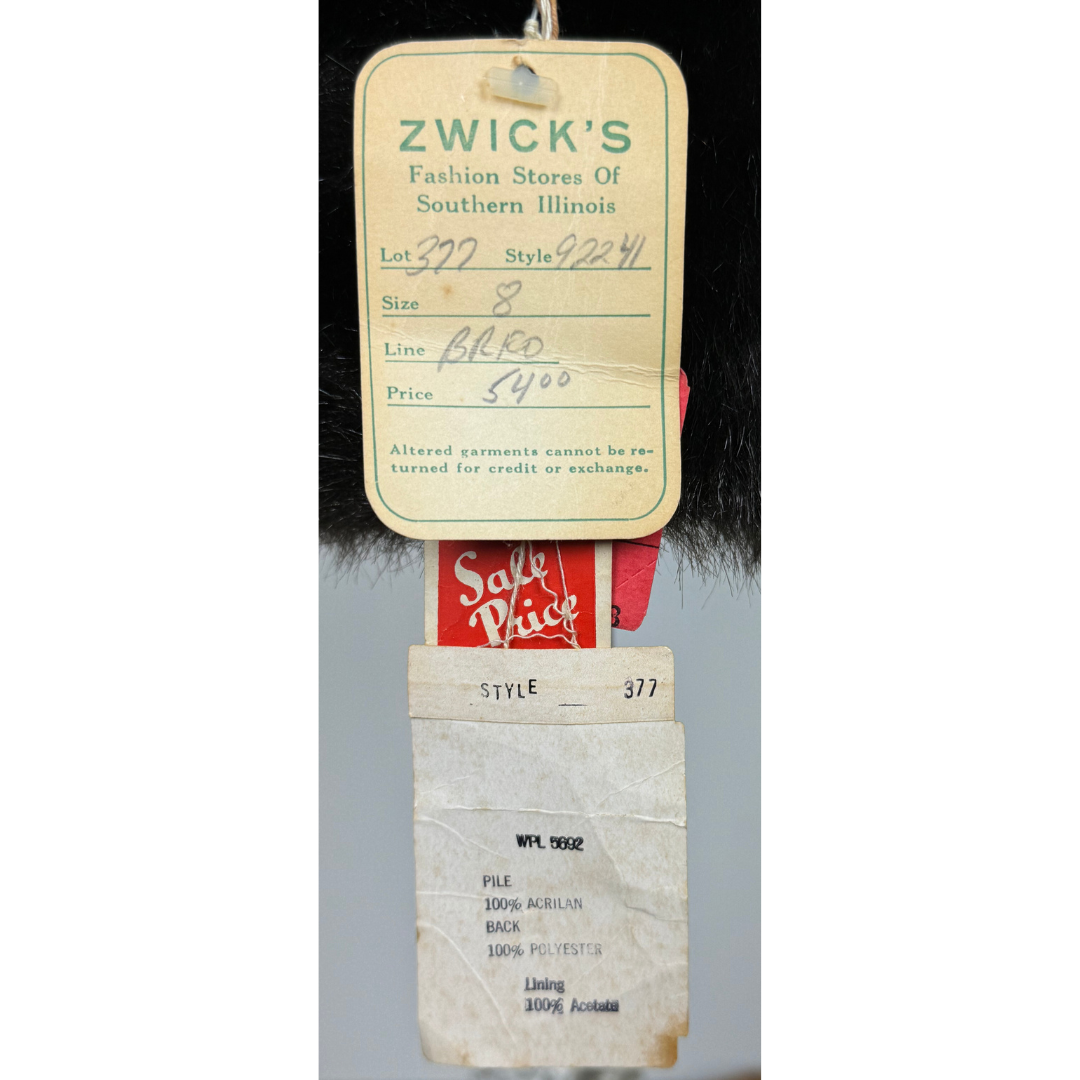 ZWICK'S
Fashion Stores Of
Southern Illinois
Lot 377 Style 92241
Size 8
Line
Price 54 00
Altered garments cannot be re-
turned for credit or exchange.
Sale
Price
STYLE 377
WPL 5692
PILE
100% ACRILAN
BACK
100% POLYESTER
Lining
100% Acetate